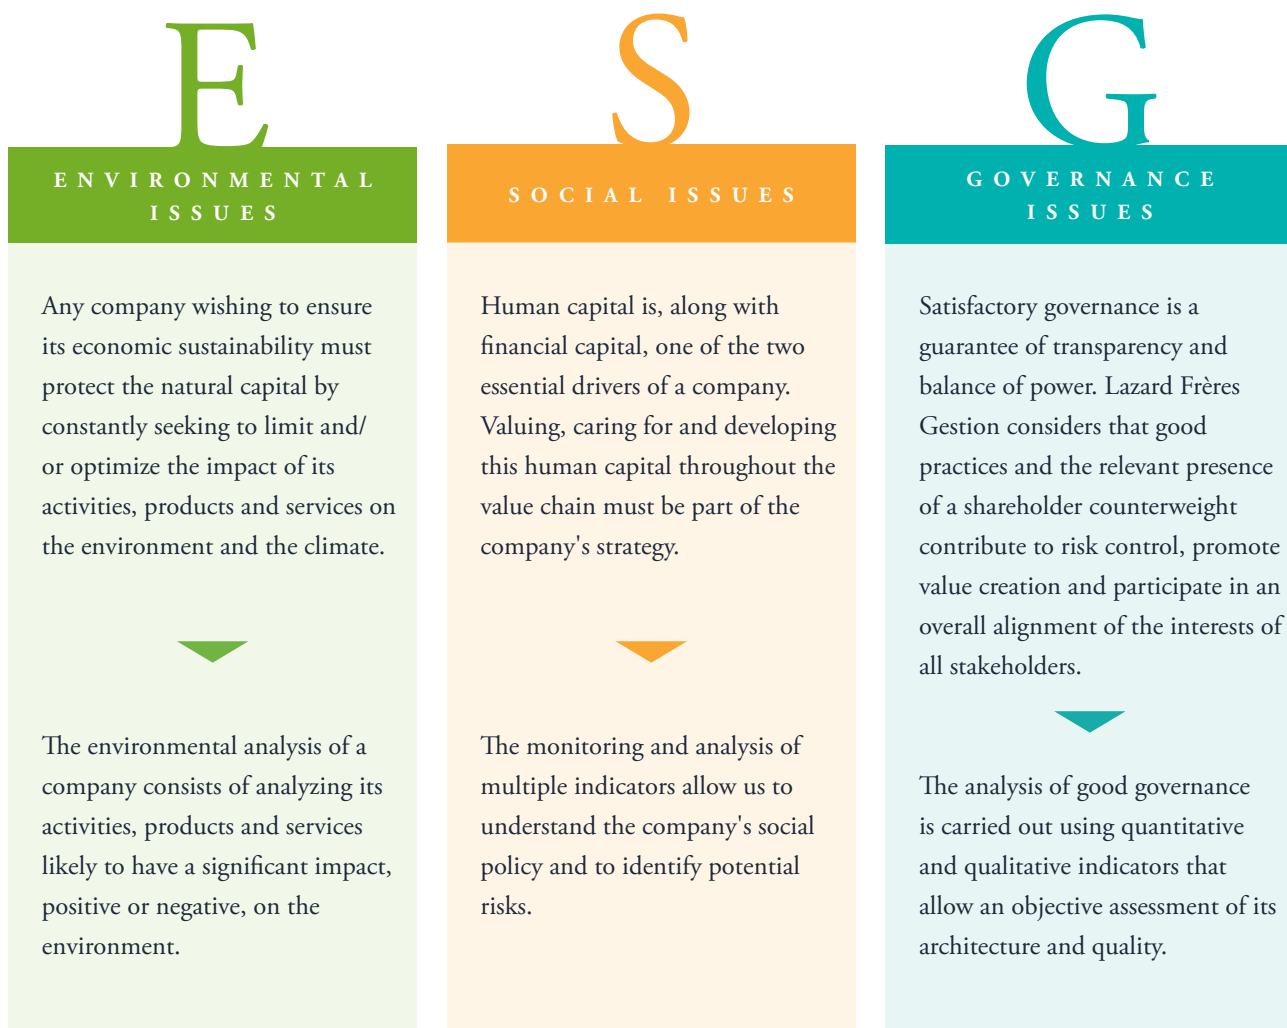 E
ENVIRONMENTAL
ISSUES
Any company wishing to ensure
its economic sustainability must
protect the natural capital by
constantly seeking to limit and/
or optimize the impact of its
activities, products and services on
the environment and the climate.
The environmental analysis of a
company consists of analyzing its
activities, products and services
likely to have a significant impact,
positive or negative, on the
environment.
S
SOCIAL ISSUES
Human capital is, along with
financial capital, one of the two
essential drivers of a company.
Valuing, caring for and developing
this human capital throughout the
value chain must be part of the
company's strategy.
The monitoring and analysis of
multiple indicators allow us to
understand the company's social
policy and to identify potential
risks.
G
GOVERNANCE
ISSUES
Satisfactory governance is a
guarantee of transparency and
balance of power. Lazard Frères
Gestion considers that good
practices and the relevant presence
of a shareholder counterweight
contribute to risk control, promote
value creation and participate in an
overall alignment of the interests of
all stakeholders.
The analysis of good governance
is carried out using quantitative
and qualitative indicators that
allow an objective assessment of its
architecture and quality.